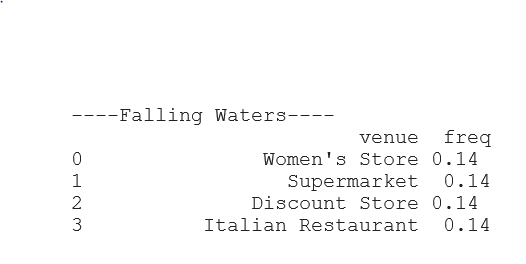 ----Falling Waters----
venue freq
0 Women's Store 0.14
1 Supermarket 0.14
2 Discount Store 0.14
3 Italian Restaurant 0.14